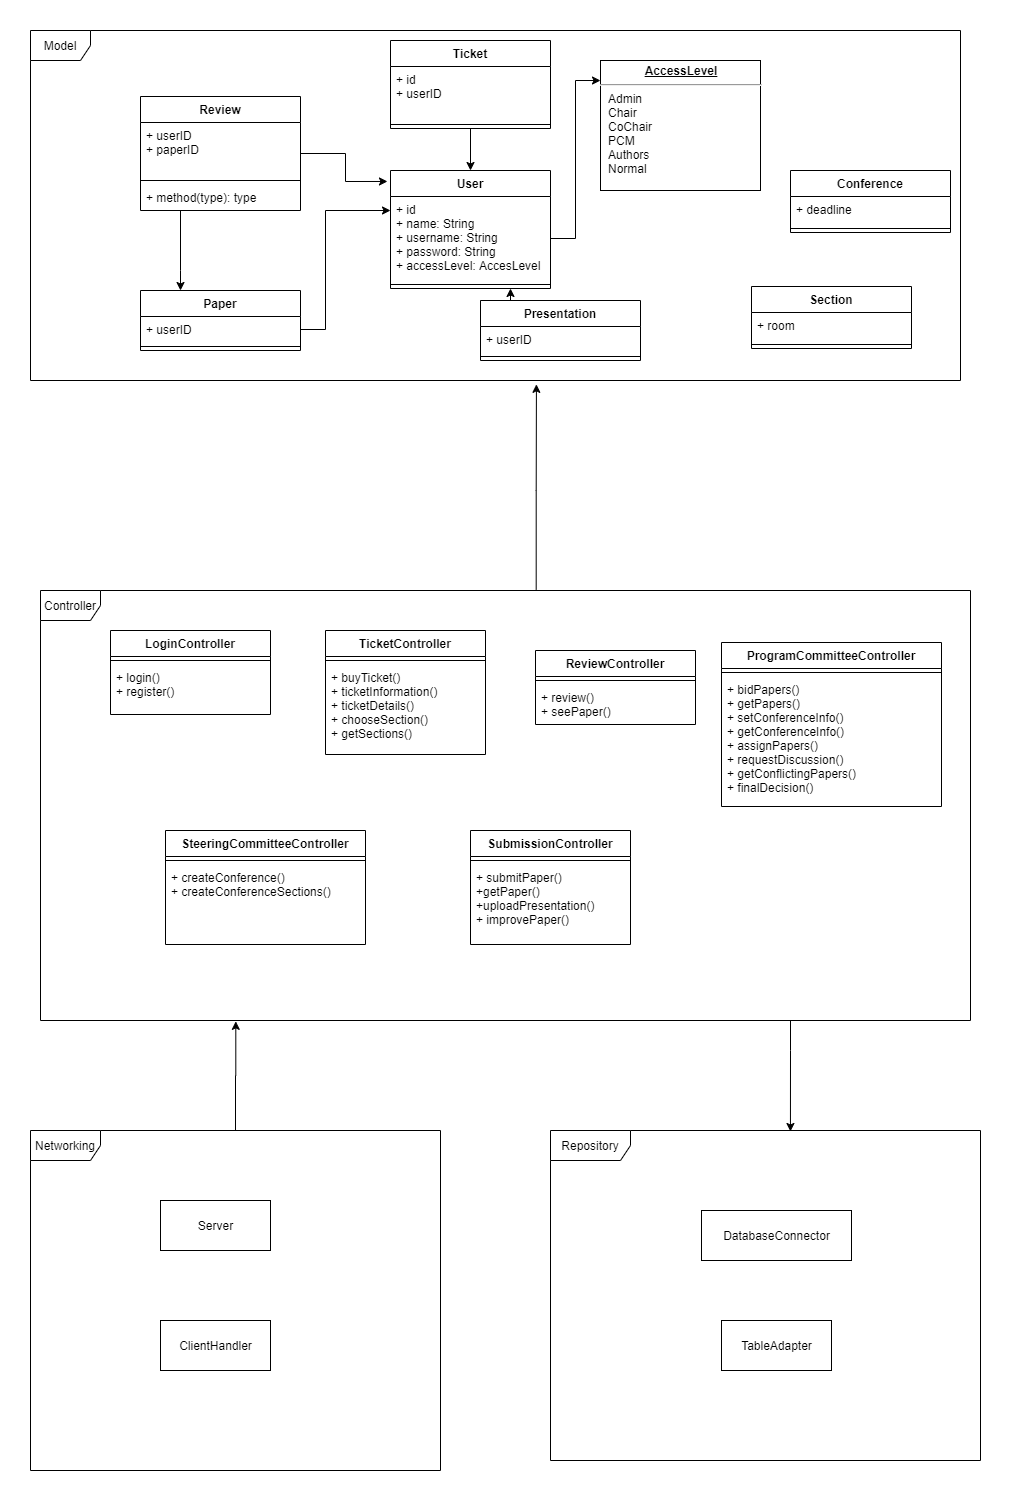 Model
Ticket
+ id
+ userID
AccessLevel
Admin
Chair
CoChair
PCM
Authors
Normal
Review
+ userID
+ paperID
+ method(type): type
User
+ id
+ name: String
+ username: String
+ password: String
+ accessLevel: AccesLevel
Conference
+ deadline
Paper
+ userID
Presentation
+ userID
Section
+ room
Controller
LoginController
+ login()
+ register()
TicketController
+ buyTicket()
+ ticketInformation()
+ ticketDetails()
+ chooseSection()
+ getSections()
ReviewController
+ review()
+ seePaper()
ProgramCommitteeController
+ bidPapers()
+ getPapers()
+ setConferenceInfo()
+ getConferenceInfo()
+ assignPapers()
+ requestDiscussion()
+ getConflictingPapers()
+ finalDecision()
SteeringCommitteeController
+ createConference()
+ createConferenceSections()
SubmissionController
+ submitPaper()
+getPaper()
+uploadPresentation()
+ improvePaper()
Networking
Server
ClientHandler
Repository
DatabaseConnector
TableAdapter